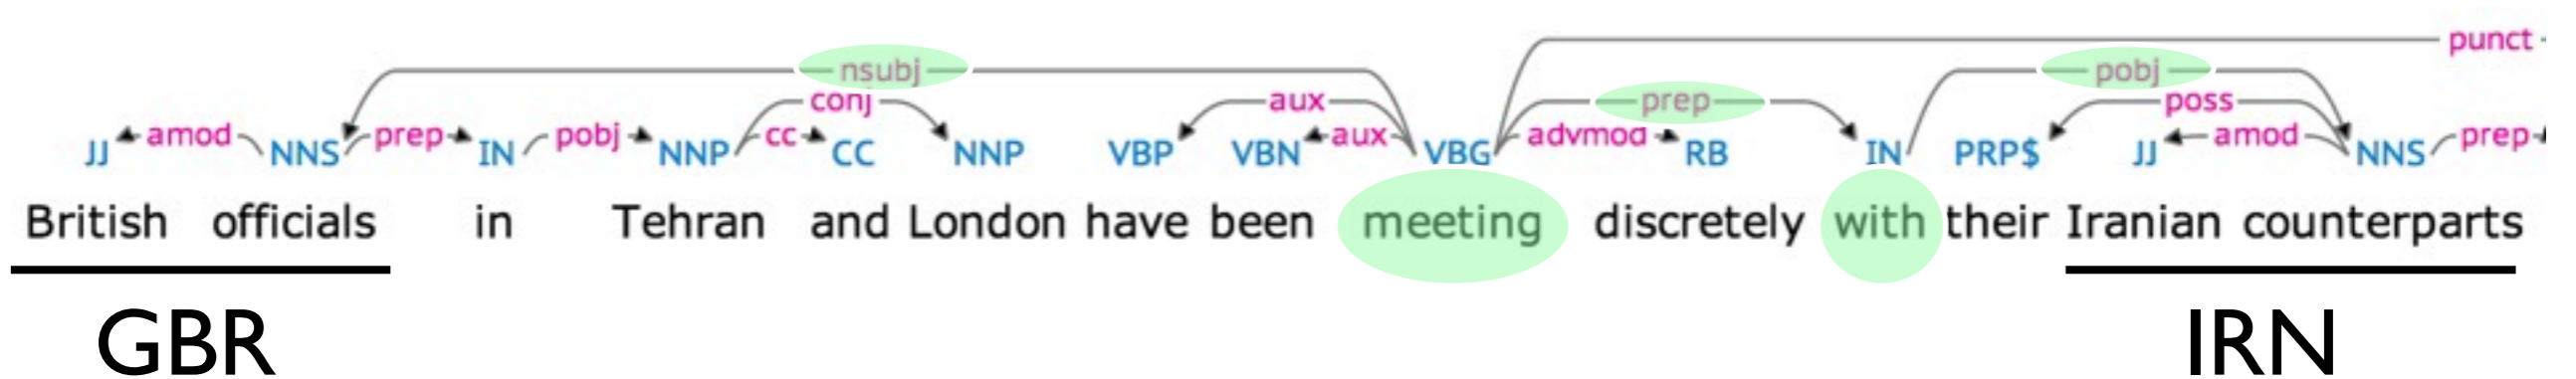 punct
nsubj pobj
conj aux prep poss
amod prep pobj cc aux advmod amod prep
JJ NNS IN NNP CC NNP VBP VBN VBG RB IN PRP$ JJ NNS
British officials in Tehran and London have been meeting discretely with their Iranian counterparts
GBR IRN